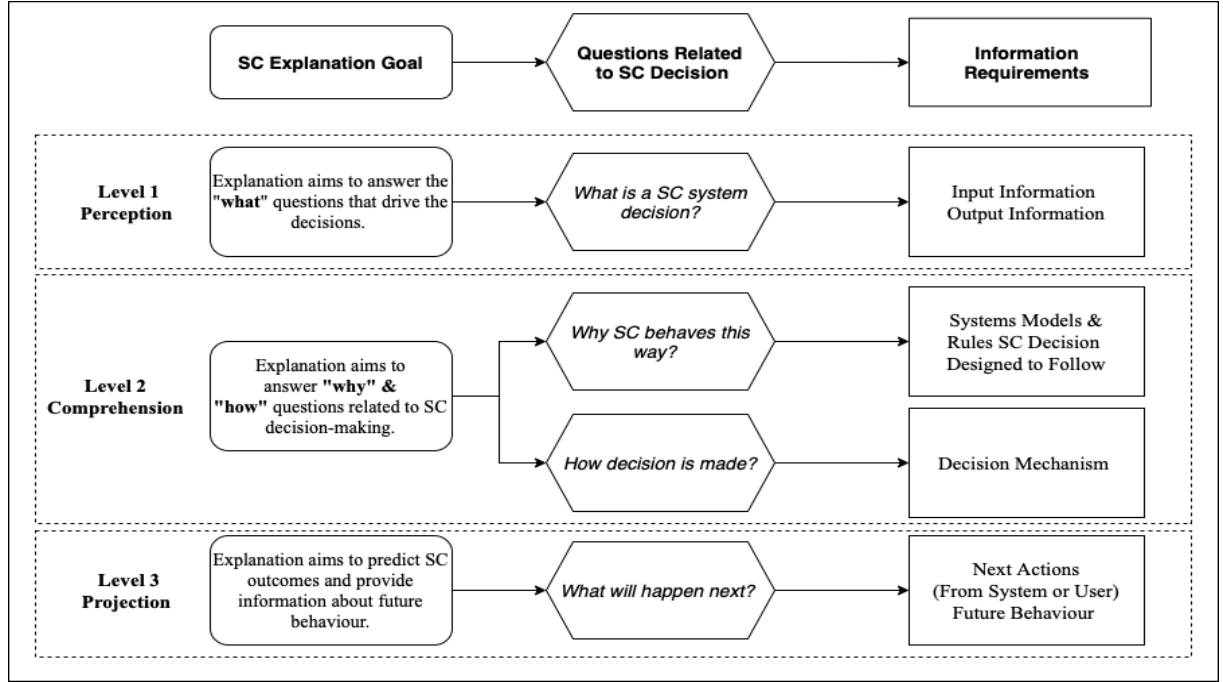 SC Explanation Goal
Questions Related
to SC Decision
Information
Requirements
Level 1
Perception
Explanation aims to answer the
"what" questions that drive the
decisions.
What is a SC system
decision?
Input Information
Output Information
Level 2
Comprehension
Explanation aims to
answer "why" &
"how" questions related to SC
decision-making.
Why SC behaves this
way?
Systems Models &
Rules SC Decision
Designed to Follow
How decision is made?
Decision Mechanism
Level 3
Projection
Explanation aims to predict SC
outcomes and provide
information about future
behaviour.
What will happen next?
Next Actions
(From System or User)
Future Behaviour